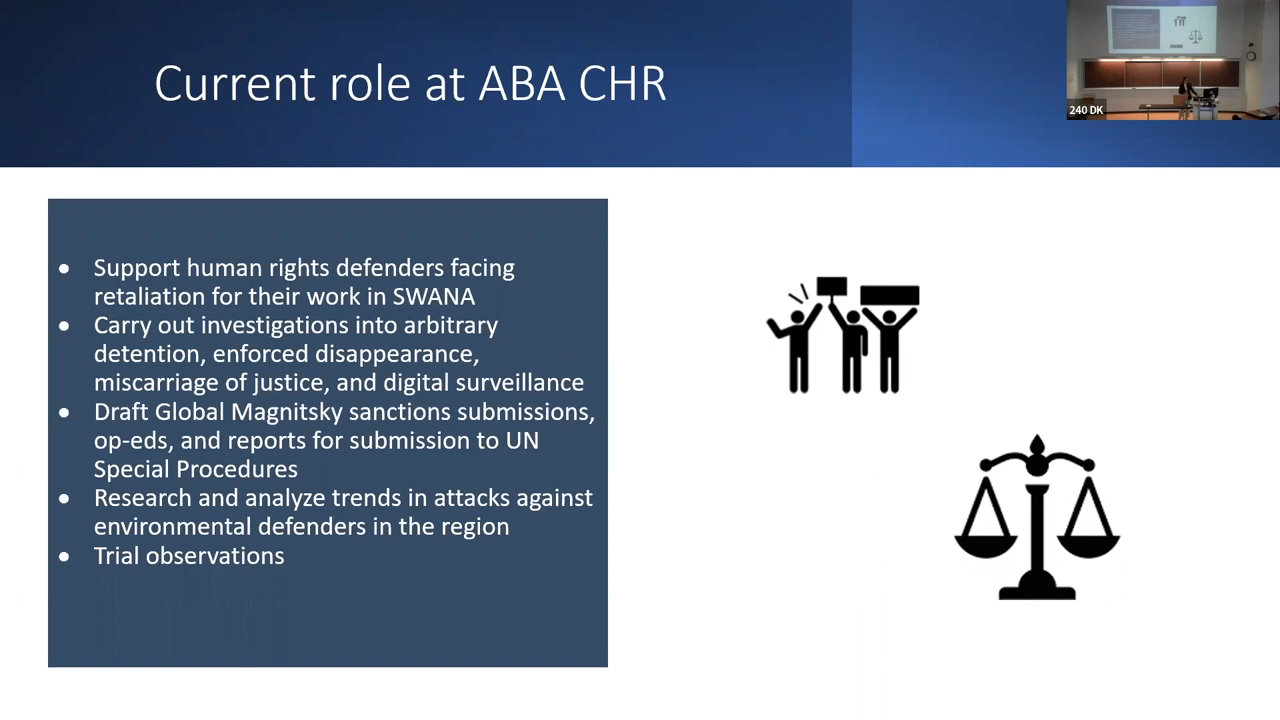 Current role at ABA CHR
240 DK
• Support human rights defenders facing
retaliation for their work in SWANA
• Carry out investigations into arbitrary
detention, enforced disappearance,
miscarriage of justice, and digital surveillance
• Draft Global Magnitsky sanctions submissions,
op-eds, and reports for submission to UN
Special Procedures
• Research and analyze trends in attacks against
environmental defenders in the region
• Trial observations